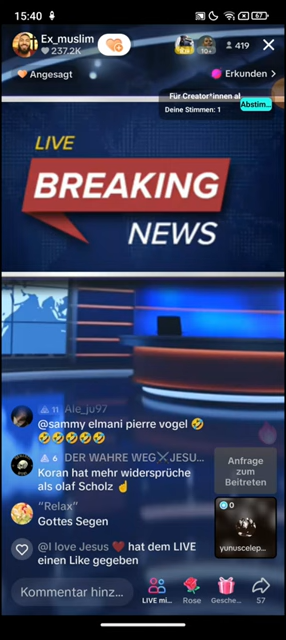 15:40
67
Ex_muslim
237.2K
10+
419
Angesagt
Erkunden >
Für Creator*innen al
Deine Stimmen: 1
Abstim...
LIVE
BREAKING
NEWS
11 Ale_ju97
@sammy elmani pierre vogel 🤣
🤣🤣🤣🤣🤣
6 DER WAHRE WEG⚔JESU...
Koran hat mehr widersprüche
als olaf Scholz ☝
“Relax”
Gottes Segen
@I love Jesus ❤ hat dem LIVE
einen Like gegeben
Anfrage
zum
Beitreten
0
yunuscelep...
Kommentar hinz...
LIVE mi...
Rose
Gesche...
57